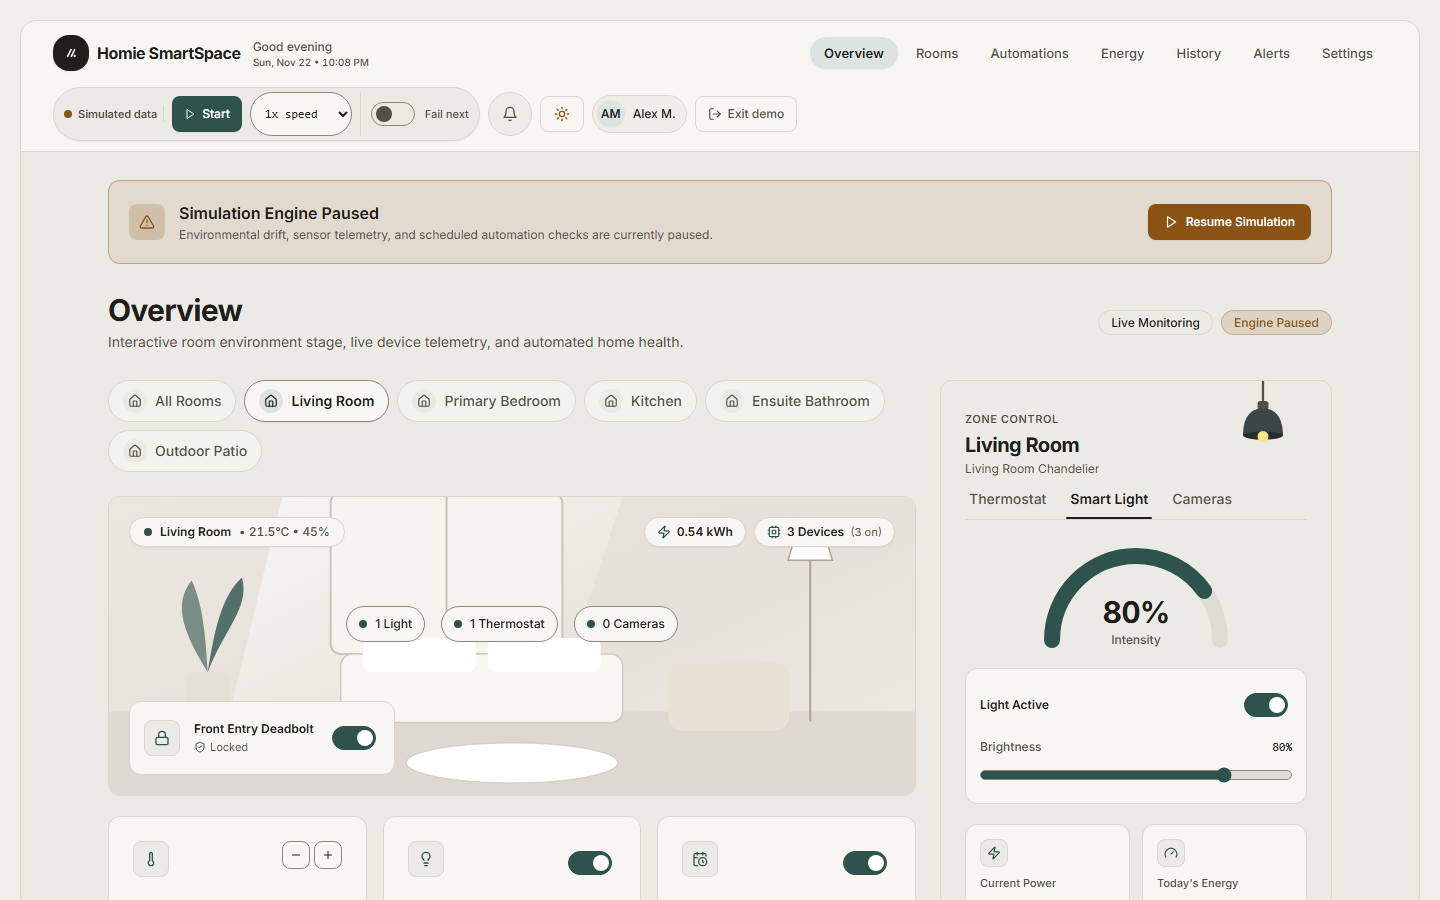 Homie SmartSpace
Good evening
Sun, Nov 22 • 10:08 PM
Overview
Rooms
Automations
Energy
History
Alerts
Settings
Simulated data
Start
1x speed
Fail next
AM
Alex M.
Exit demo
Simulation Engine Paused
Environmental drift, sensor telemetry, and scheduled automation checks are currently paused.
Resume Simulation
Overview
Interactive room environment stage, live device telemetry, and automated home health.
Live Monitoring
Engine Paused
All Rooms
Living Room
Primary Bedroom
Kitchen
Ensuite Bathroom
Outdoor Patio
Living Room • 21.5°C • 45%
0.54 kWh
3 Devices (3 on)
1 Light
1 Thermostat
0 Cameras
Front Entry Deadbolt
Locked
ZONE CONTROL
Living Room
Living Room Chandelier
Thermostat
Smart Light
Cameras
80%
Intensity
Light Active
Brightness
80%
Current Power
Today's Energy